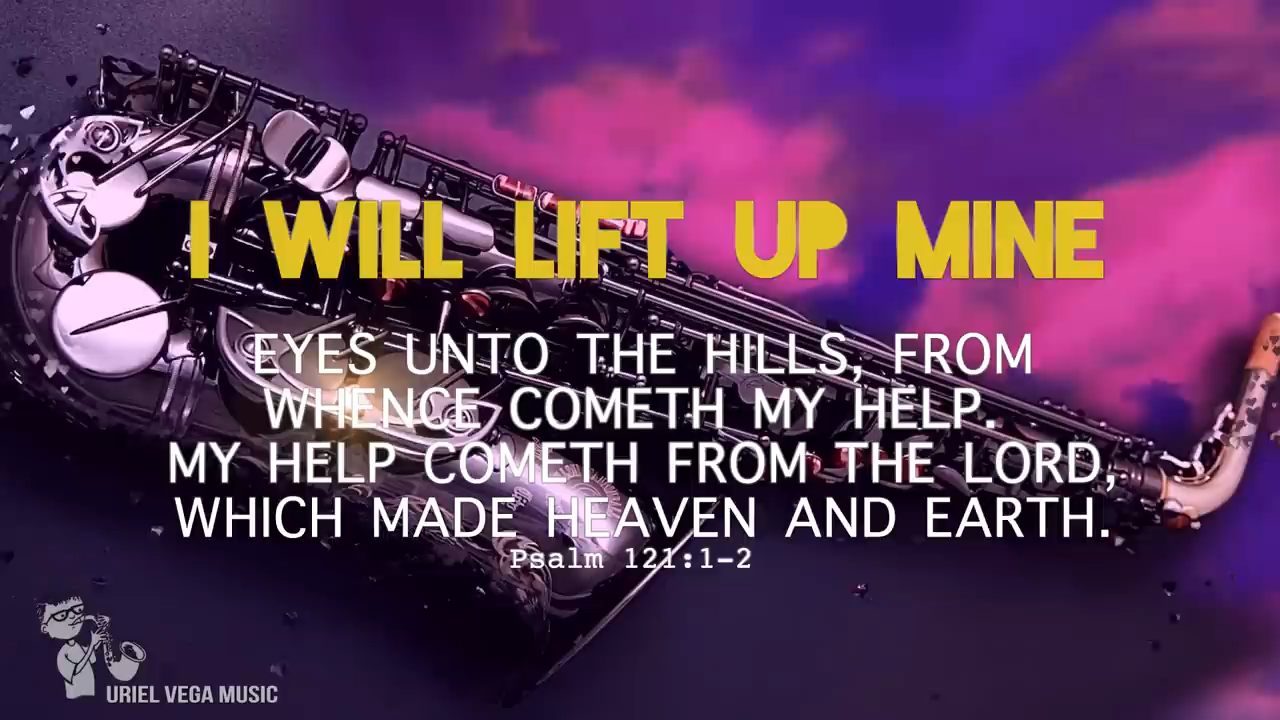 I WILL LIFT UP MINE
EYES UNTO THE HILLS, FROM
WHENCE COMETH MY HELP.
MY HELP COMETH FROM THE LORD,
WHICH MADE HEAVEN AND EARTH.
Psalm 121:1-2
URIEL VEGA MUSIC